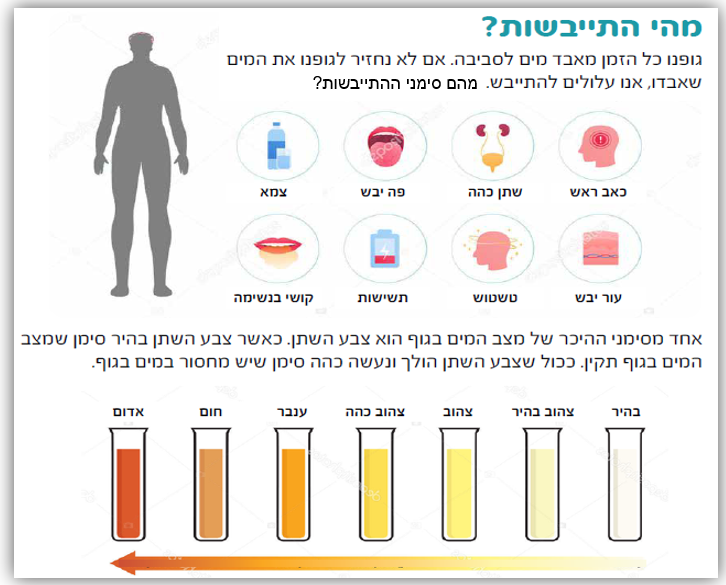 מהי התייבשות?
גופנו כל הזמן מאבד מים לסביבה. אם לא נחזיר לגופנו את המים
שאבדו, אנו עלולים להתייבש. מהם סימני ההתייבשות?
כאב ראש שתן כהה פה יבש צמא
עור יבש טשטוש תשישות קושי בנשימה
אחד מסימני ההיכר של מצב המים בגוף הוא צבע השתן. כאשר צבע השתן בהיר סימן שמצב
המים בגוף תקין. ככול שצבע השתן הולך ונעשה כהה סימן שיש מחסור במים בגוף.
בהיר צהוב בהיר צהוב צהוב כהה ענבר חום אדום